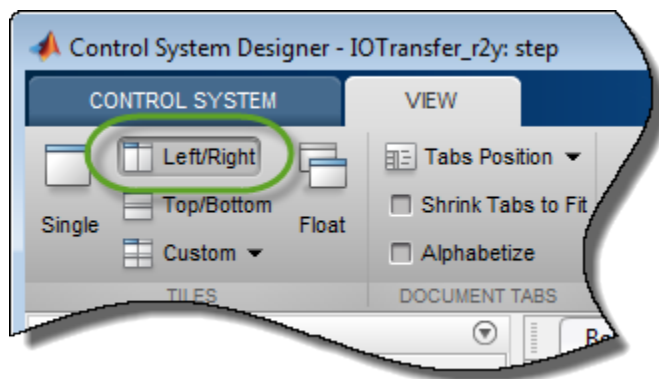 Control System Designer - IOTransfer_r2y: step
CONTROL SYSTEM
VIEW
Single
Left/Right
Top/Bottom
Custom
Float
TILES
Tabs Position
Shrink Tabs to Fit
Alphabetize
DOCUMENT TABS